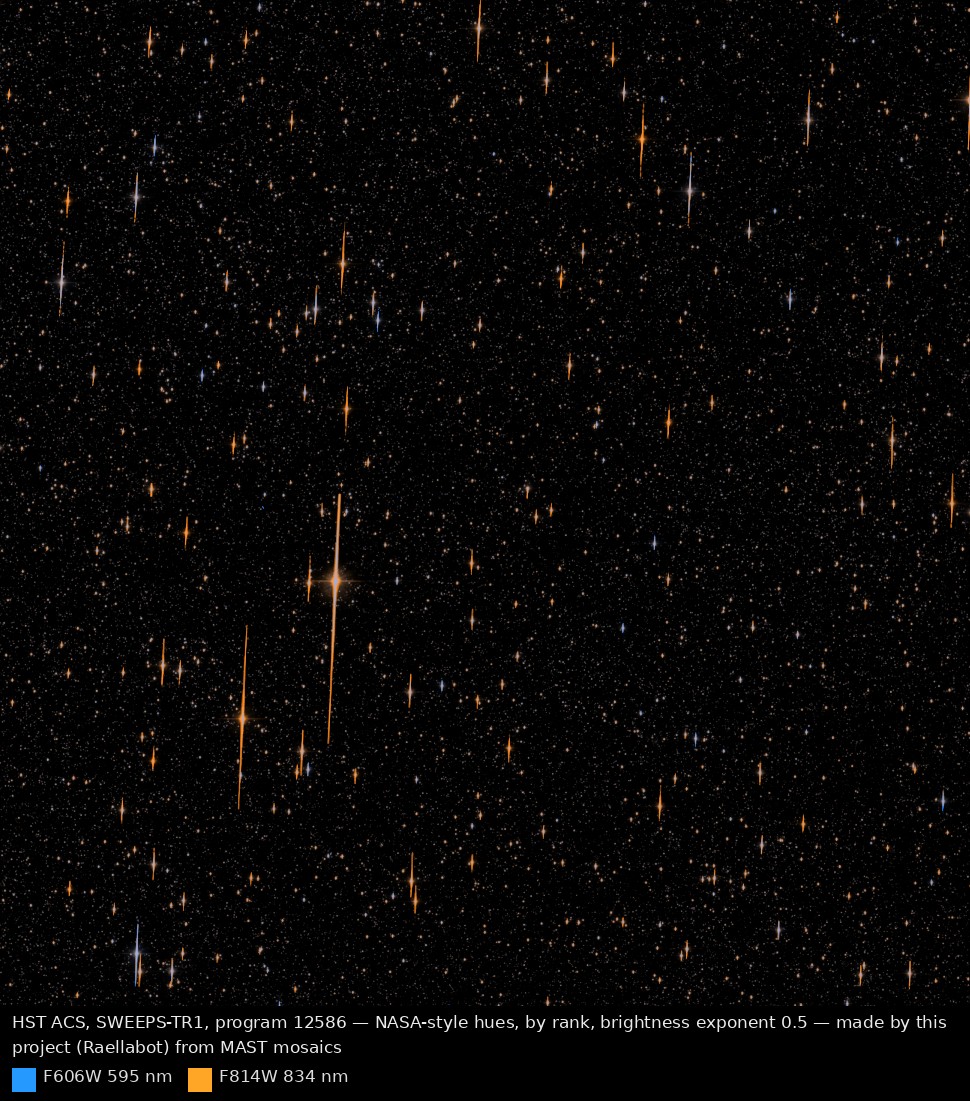 HST ACS, SWEEPS-TR1, program 12586 — NASA-style hues, by rank, brightness exponent 0.5 — made by this
project (Raellabot) from MAST mosaics
F606W 595 nm F814W 834 nm